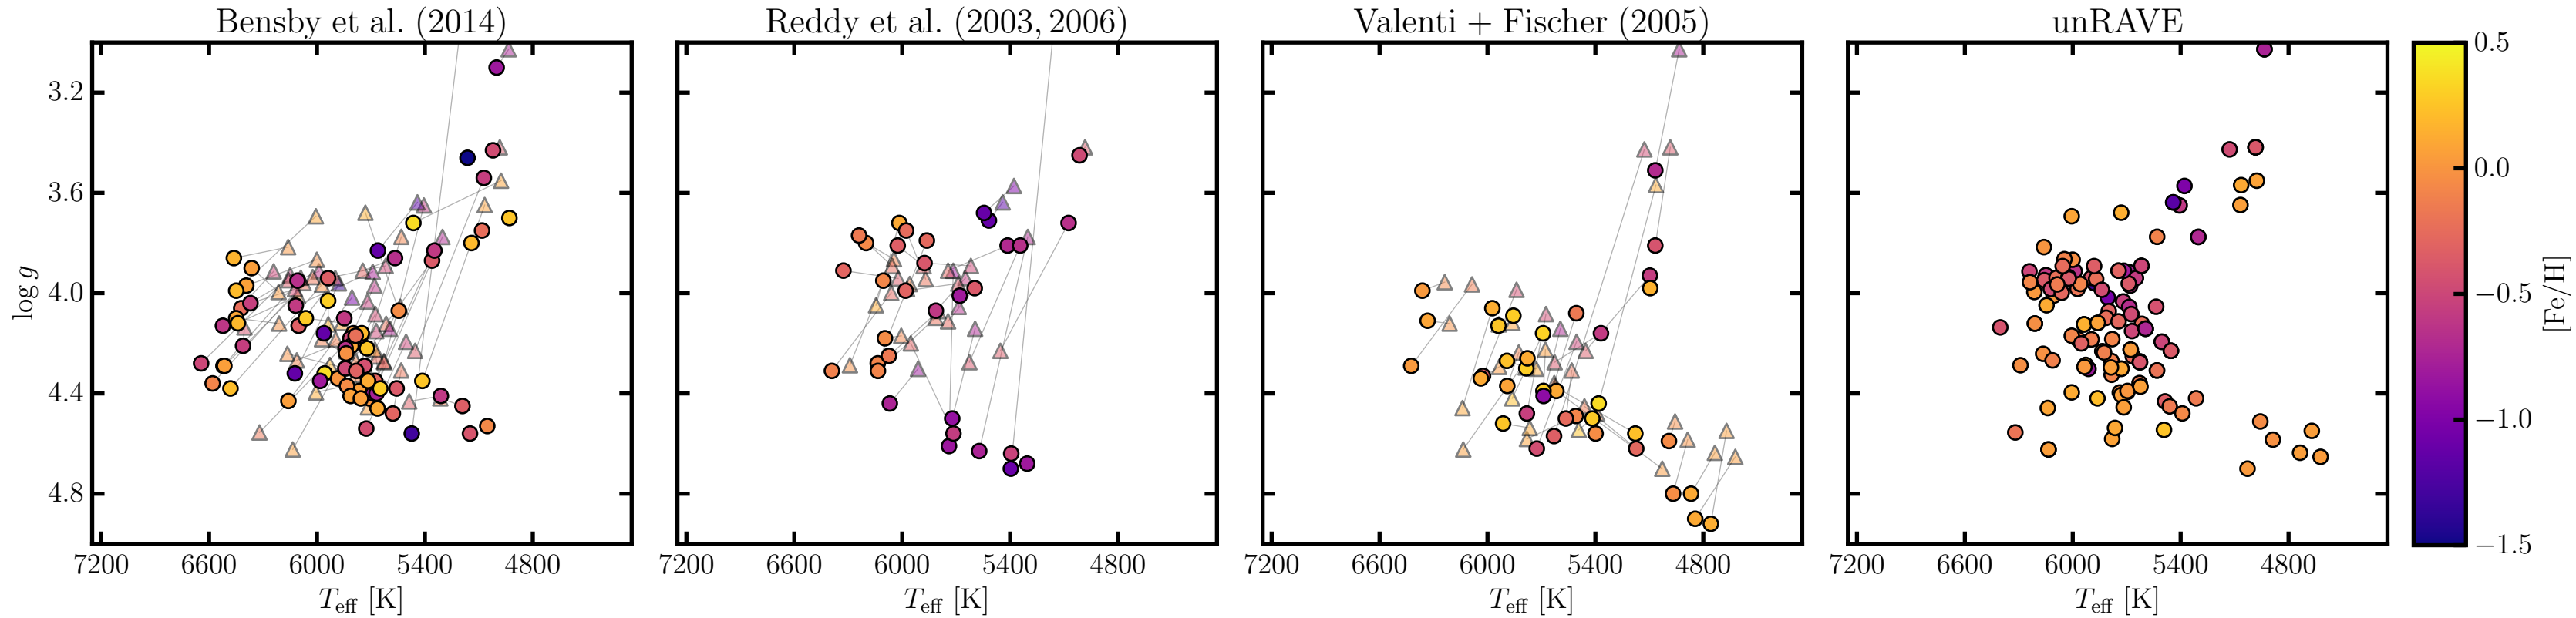 Bensby et al. (2014)
Reddy et al. (2003, 2006)
Valenti + Fischer (2005)
unRAVE
3.2
3.6
4.0
4.4
4.8
log g
7200 6600 6000 5400 4800
7200 6600 6000 5400 4800
7200 6600 6000 5400 4800
7200 6600 6000 5400 4800
T_eff [K]
T_eff [K]
T_eff [K]
T_eff [K]
0.5
0.0
−0.5
−1.0
−1.5
[Fe/H]